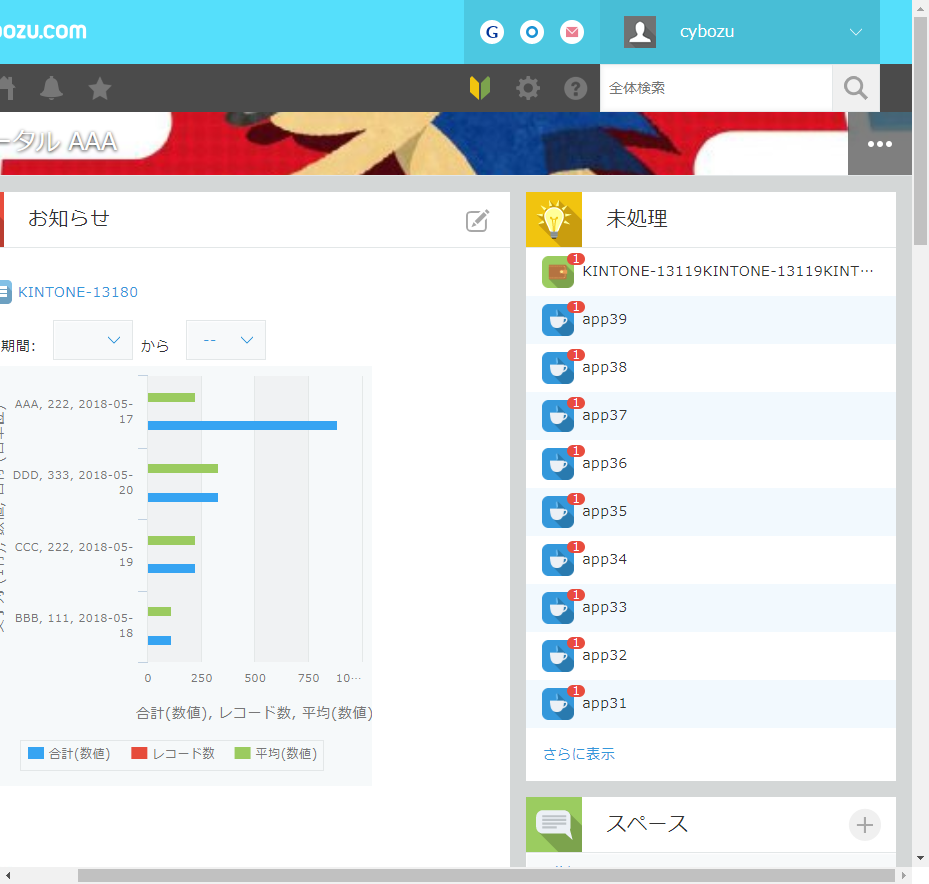 ozu.com
G
cybozu
全体検索
ータル AAA
お知らせ
KINTONE-13180
期間:
から
--
AAA, 222, 2018-05-
17
DDD, 333, 2018-05-
20
CCC, 222, 2018-05-
19
BBB, 111, 2018-05-
18
0 250 500 750 10…
合計(数値), レコード数, 平均(数値)
合計(数値) レコード数 平均(数値)
未処理
1
KINTONE-13119KINTONE-13119KINT…
1
app39
1
app38
1
app37
1
app36
1
app35
1
app34
1
app33
1
app32
1
app31
さらに表示
スペース